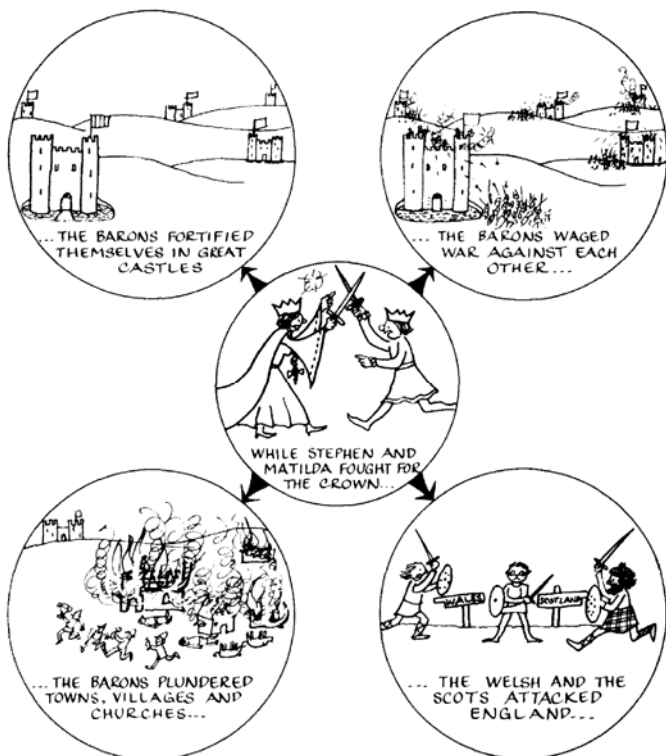 ...THE BARONS FORTIFIED
THEMSELVES IN GREAT
CASTLES
... THE BARONS WAGED
WAR AGAINST EACH
OTHER...
WHILE STEPHEN AND
MATILDA FOUGHT FOR
THE CROWN...
...THE BARONS PLUNDERED
TOWNS, VILLAGES AND
CHURCHES...
WALES
SCOTLAND
... THE WELSH AND THE
SCOTS ATTACKED
ENGLAND...